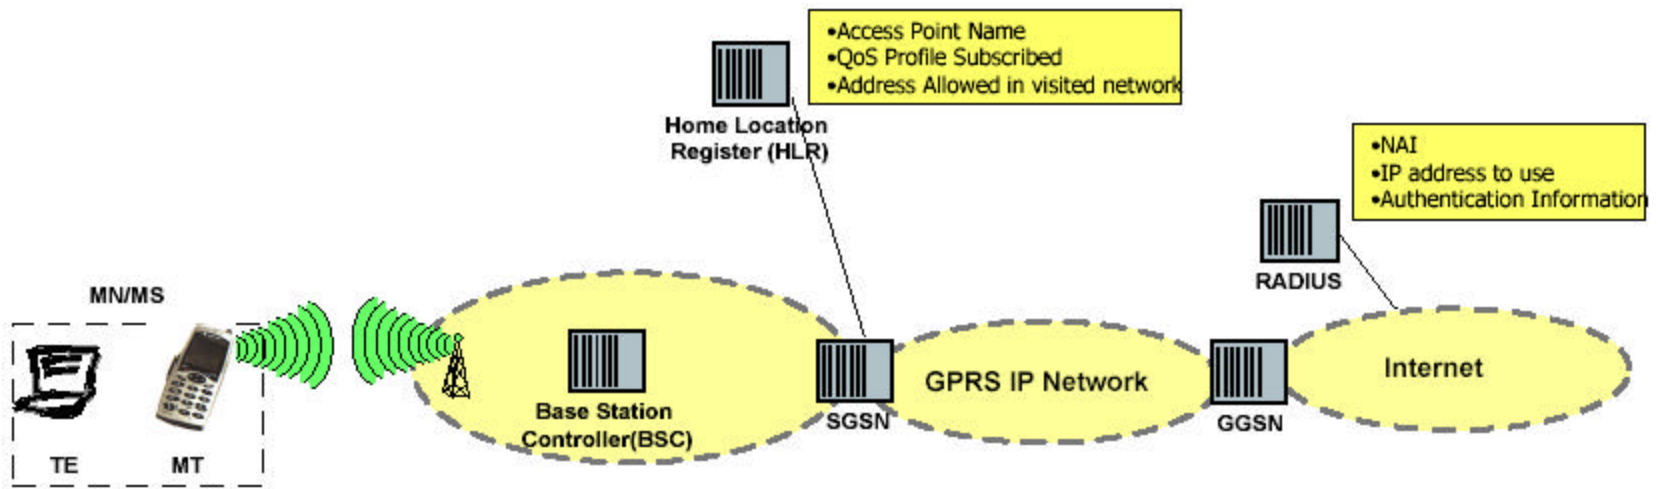 •Access Point Name
•QoS Profile Subscribed
•Address Allowed in visited network
Home Location
Register (HLR)
•NAI
•IP address to use
•Authentication Information
RADIUS
MN/MS
TE
MT
Base Station
Controller(BSC)
SGSN
GPRS IP Network
GGSN
Internet